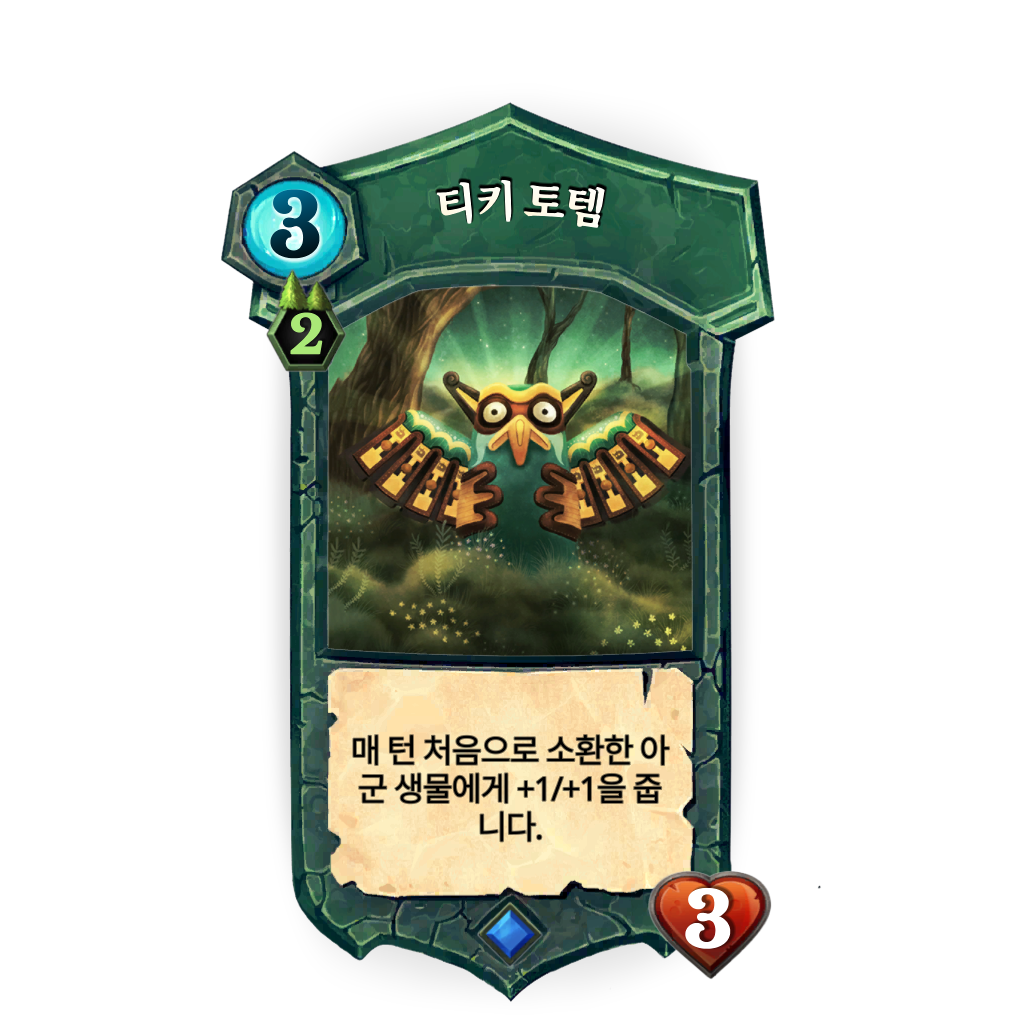 티키 토템
3
2
매 턴 처음으로 소환한 아
군 생물에게 +1/+1을 줍
니다.
3